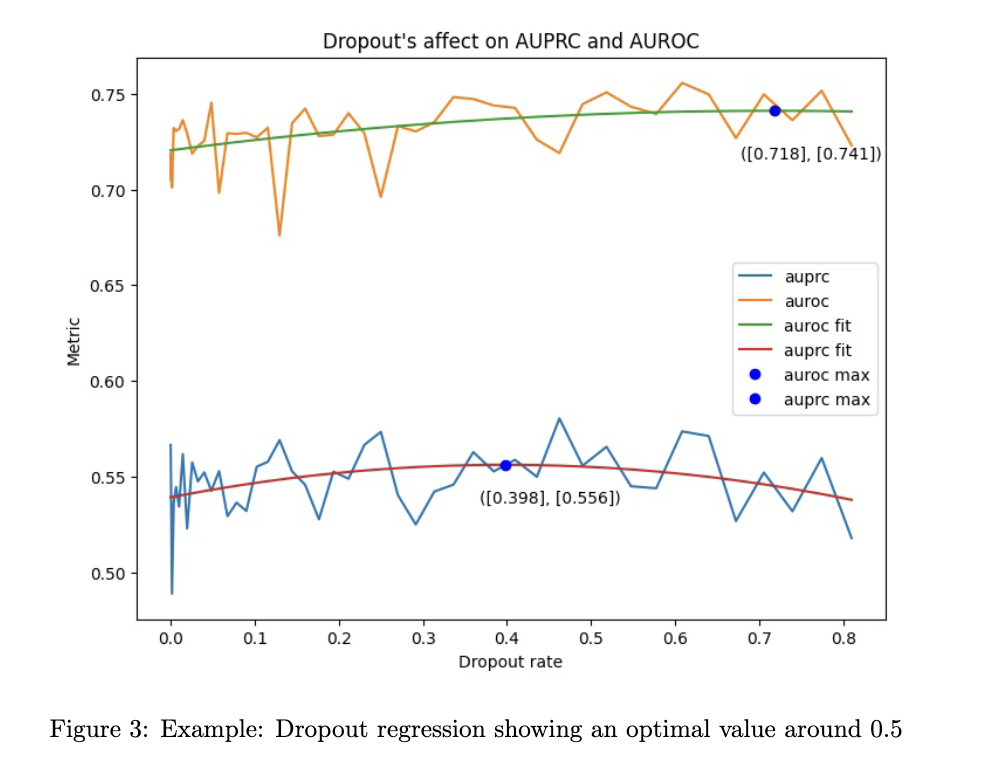 Dropout's affect on AUPRC and AUROC
0.75
0.70
0.65
0.60
0.55
0.50
Metric
([0.718], [0.741])
auprc
auroc
auroc fit
auprc fit
auroc max
auprc max
([0.398], [0.556])
0.0 0.1 0.2 0.3 0.4 0.5 0.6 0.7 0.8
Dropout rate
Figure 3: Example: Dropout regression showing an optimal value around 0.5